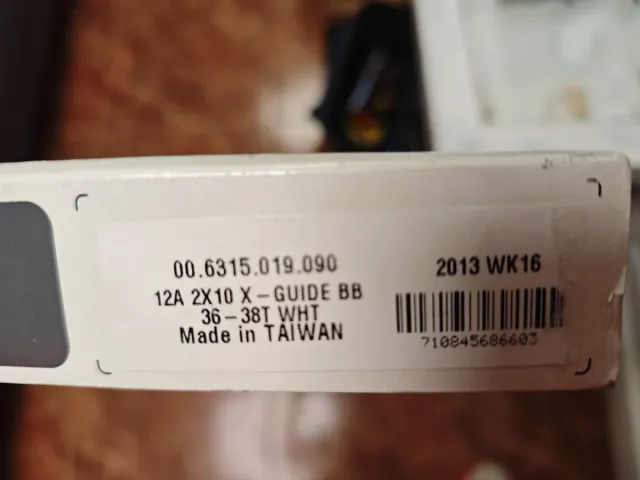 00.6315.019.090
2013 WK16
12A 2X10 X-GUIDE BB
36-38T WHT
Made in TAIWAN
710845686603